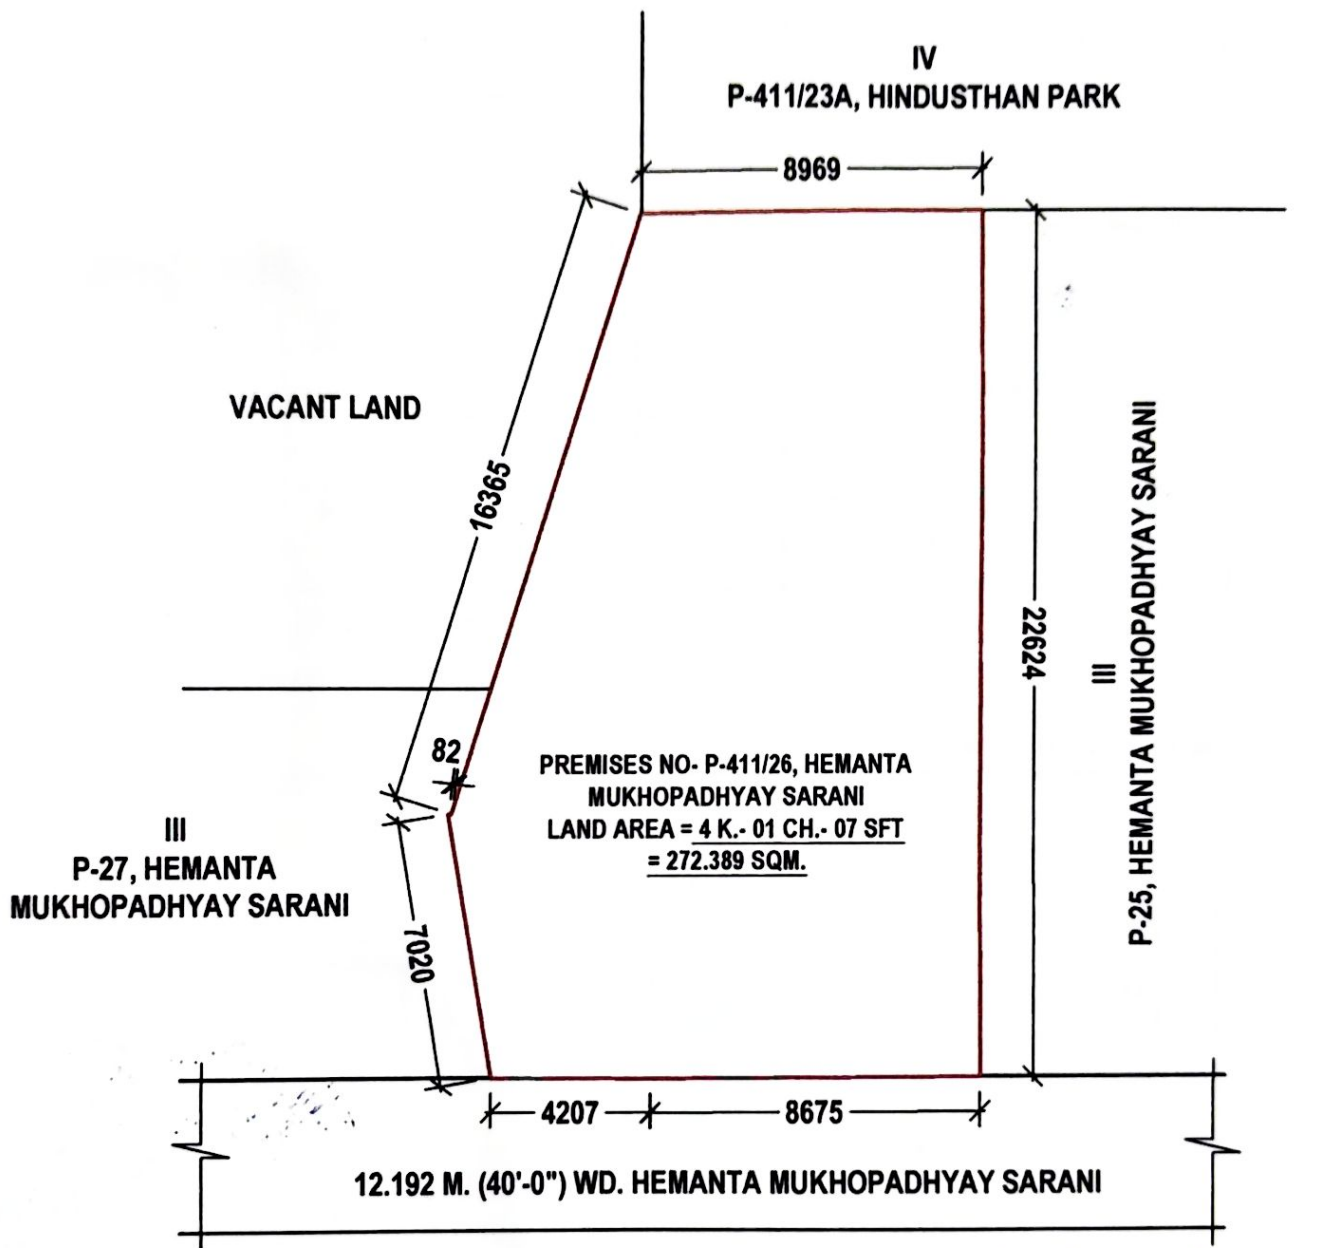 IV
P-411/23A, HINDUSTHAN PARK
8969
VACANT LAND
16365
22624
III
P-25, HEMANTA MUKHOPADHYAY SARANI
82
PREMISES NO- P-411/26, HEMANTA
MUKHOPADHYAY SARANI
LAND AREA = 4 K.- 01 CH.- 07 SFT
= 272.389 SQM.
III
P-27, HEMANTA
MUKHOPADHYAY SARANI
7020
4207
8675
12.192 M. (40'-0") WD. HEMANTA MUKHOPADHYAY SARANI